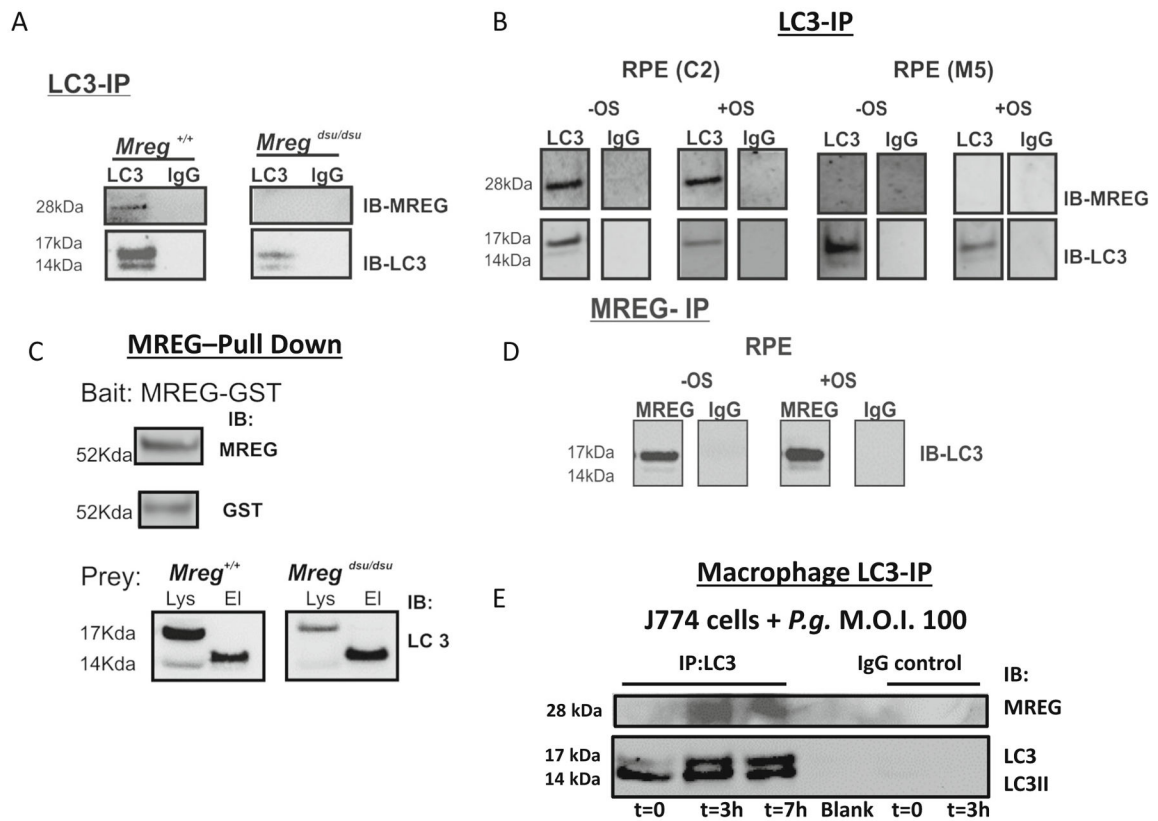 A
LC3-IP
Mreg +/+ Mreg dsu/dsu
LC3 IgG LC3 IgG
28kDa IB-MREG
17kDa
14kDa IB-LC3
B
LC3-IP
RPE (C2) RPE (M5)
-OS +OS -OS +OS
LC3 IgG LC3 IgG LC3 IgG LC3 IgG
28kDa IB-MREG
17kDa
14kDa IB-LC3
C
MREG–Pull Down
Bait: MREG-GST
IB:
52Kda MREG
52Kda GST
Prey: Mreg+/+ Mreg dsu/dsu
Lys El Lys El IB:
17Kda
14Kda LC 3
MREG- IP
D
RPE
-OS +OS
MREG IgG MREG IgG
17kDa IB-LC3
14kDa
Macrophage LC3-IP
E
J774 cells + P.g. M.O.I. 100
IP:LC3 IgG control IB:
28 kDa MREG
17 kDa LC3
14 kDa LC3II
t=0 t=3h t=7h Blank t=0 t=3h